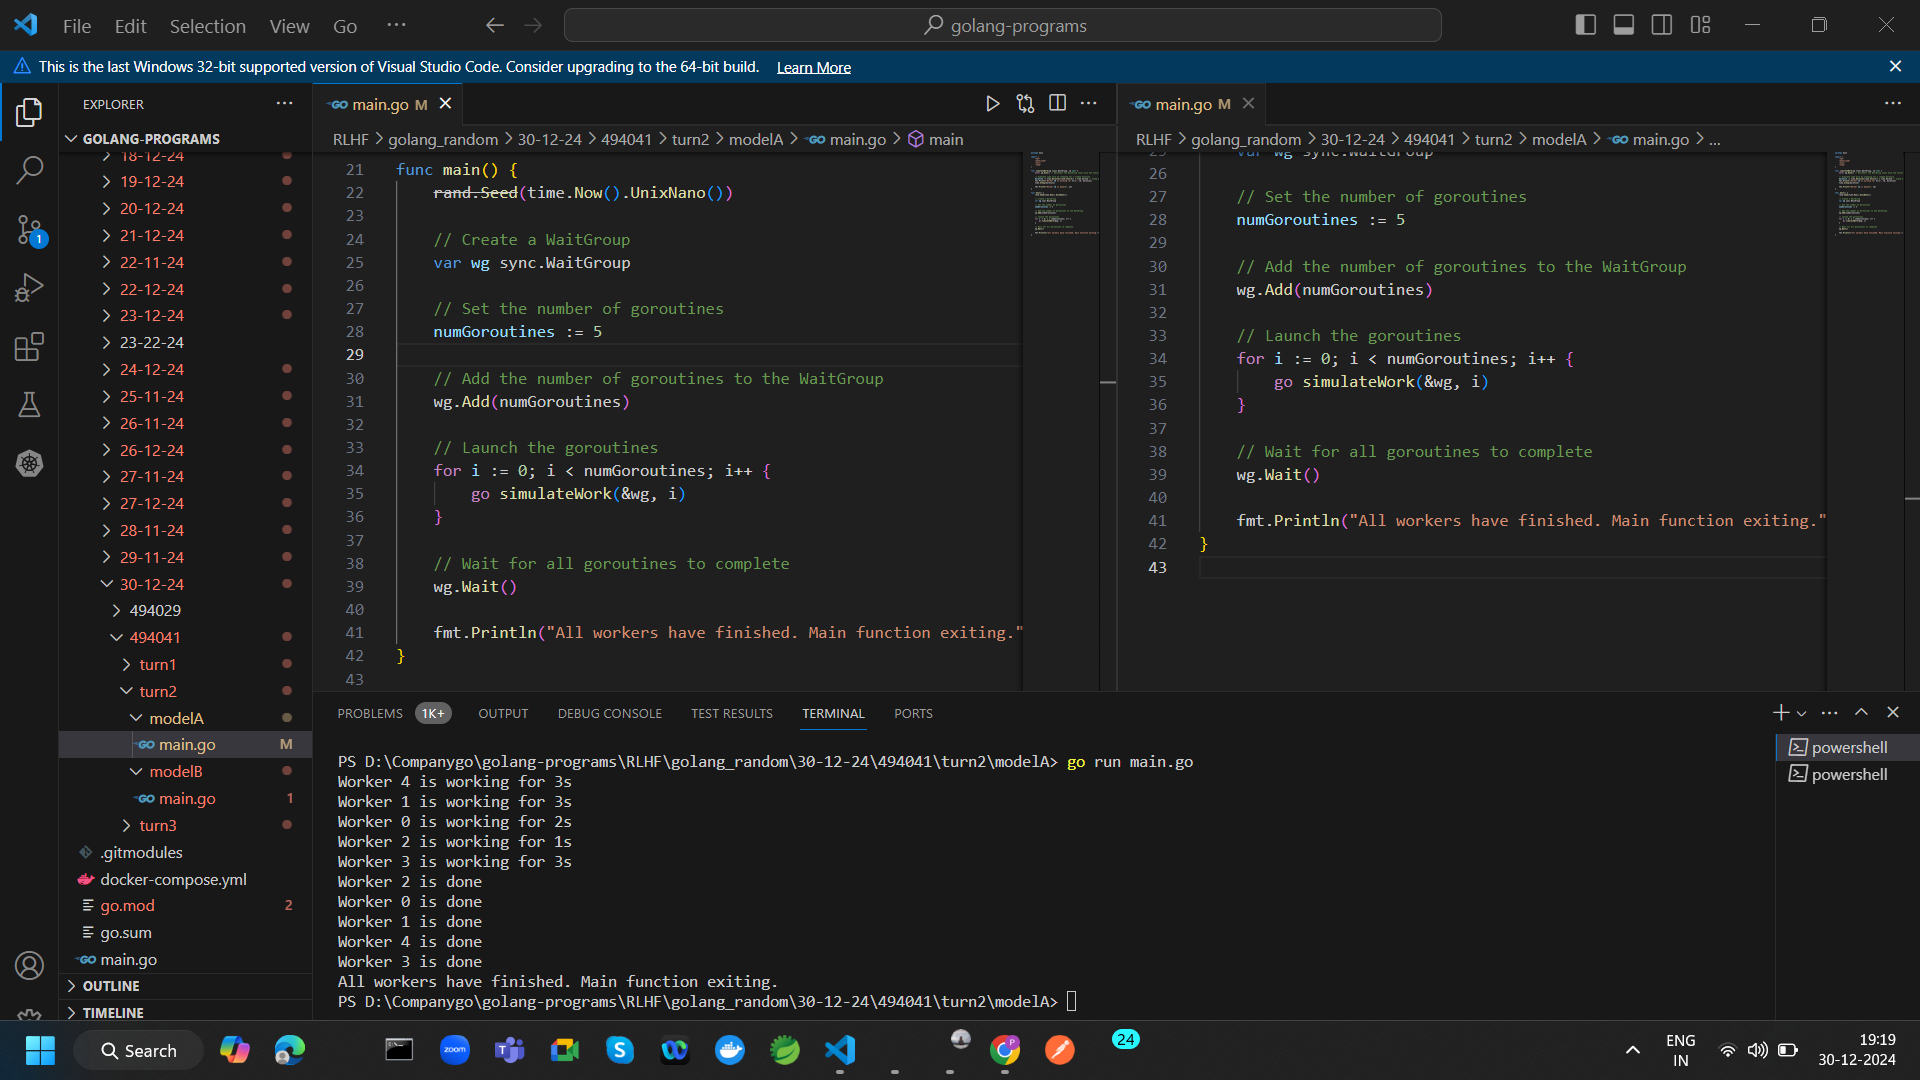 File Edit Selection View Go ···
golang-programs
This is the last Windows 32-bit supported version of Visual Studio Code. Consider upgrading to the 64-bit build. Learn More
EXPLORER
GOLANG-PROGRAMS
18-12-24
19-12-24
20-12-24
21-12-24
22-11-24
22-12-24
23-12-24
23-22-24
24-12-24
25-11-24
26-11-24
26-12-24
27-11-24
27-12-24
28-11-24
29-11-24
30-12-24
494029
494041
turn1
turn2
modelA
main.go M
modelB
main.go 1
turn3
.gitmodules
docker-compose.yml
go.mod 2
go.sum
main.go
OUTLINE
TIMELINE
1
main.go M
RLHF > golang_random > 30-12-24 > 494041 > turn2 > modelA > main.go > main
21 func main() {
22 rand.Seed(time.Now().UnixNano())
23
24 // Create a WaitGroup
25 var wg sync.WaitGroup
26
27 // Set the number of goroutines
28 numGoroutines := 5
29
30 // Add the number of goroutines to the WaitGroup
31 wg.Add(numGoroutines)
32
33 // Launch the goroutines
34 for i := 0; i < numGoroutines; i++ {
35 go simulateWork(&wg, i)
36 }
37
38 // Wait for all goroutines to complete
39 wg.Wait()
40
41 fmt.Println("All workers have finished. Main function exiting."
42 }
43
main.go M
RLHF > golang_random > 30-12-24 > 494041 > turn2 > modelA > main.go > ...
25 var wg sync.WaitGroup
26
27 // Set the number of goroutines
28 numGoroutines := 5
29
30 // Add the number of goroutines to the WaitGroup
31 wg.Add(numGoroutines)
32
33 // Launch the goroutines
34 for i := 0; i < numGoroutines; i++ {
35 go simulateWork(&wg, i)
36 }
37
38 // Wait for all goroutines to complete
39 wg.Wait()
40
41 fmt.Println("All workers have finished. Main function exiting."
42 }
43
PROBLEMS 1K+ OUTPUT DEBUG CONSOLE TEST RESULTS TERMINAL PORTS
PS D:\Companygo\golang-programs\RLHF\golang_random\30-12-24\494041\turn2\modelA> go run main.go
Worker 4 is working for 3s
Worker 1 is working for 3s
Worker 0 is working for 2s
Worker 2 is working for 1s
Worker 3 is working for 3s
Worker 2 is done
Worker 0 is done
Worker 1 is done
Worker 4 is done
Worker 3 is done
All workers have finished. Main function exiting.
PS D:\Companygo\golang-programs\RLHF\golang_random\30-12-24\494041\turn2\modelA>
powershell
powershell
Search
zoom
24
ENG
IN
19:19
30-12-2024